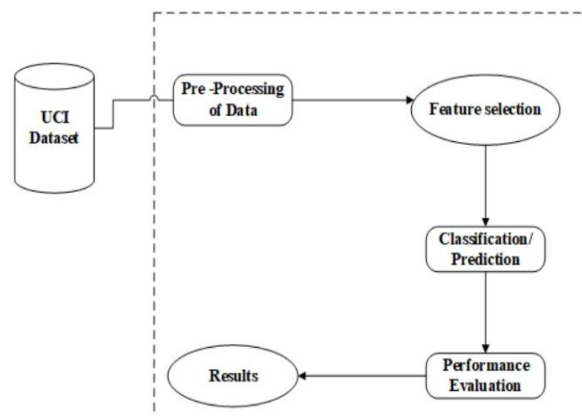 UCI
Dataset
Pre -Processing
of Data
Feature selection
Classification/
Prediction
Performance
Evaluation
Results